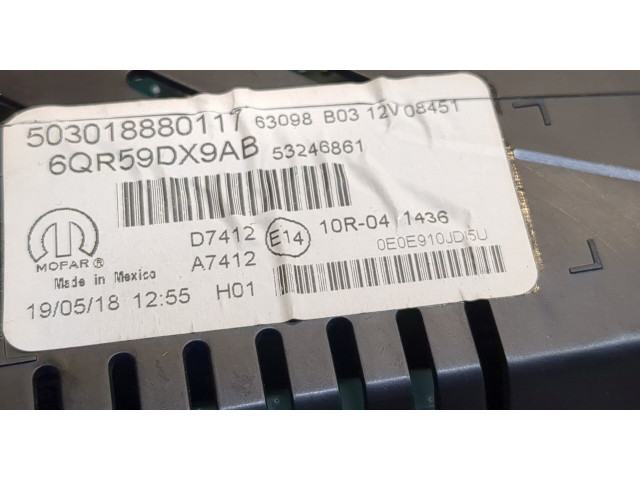 503018880117 63098 B03 12V 08451
6QR59DX9AB 53246861
MOPAR®
Made in Mexico
D7412 E14 10R-04 1436
A7412 0E0E910JDI5U
19/05/18 12:55 H01